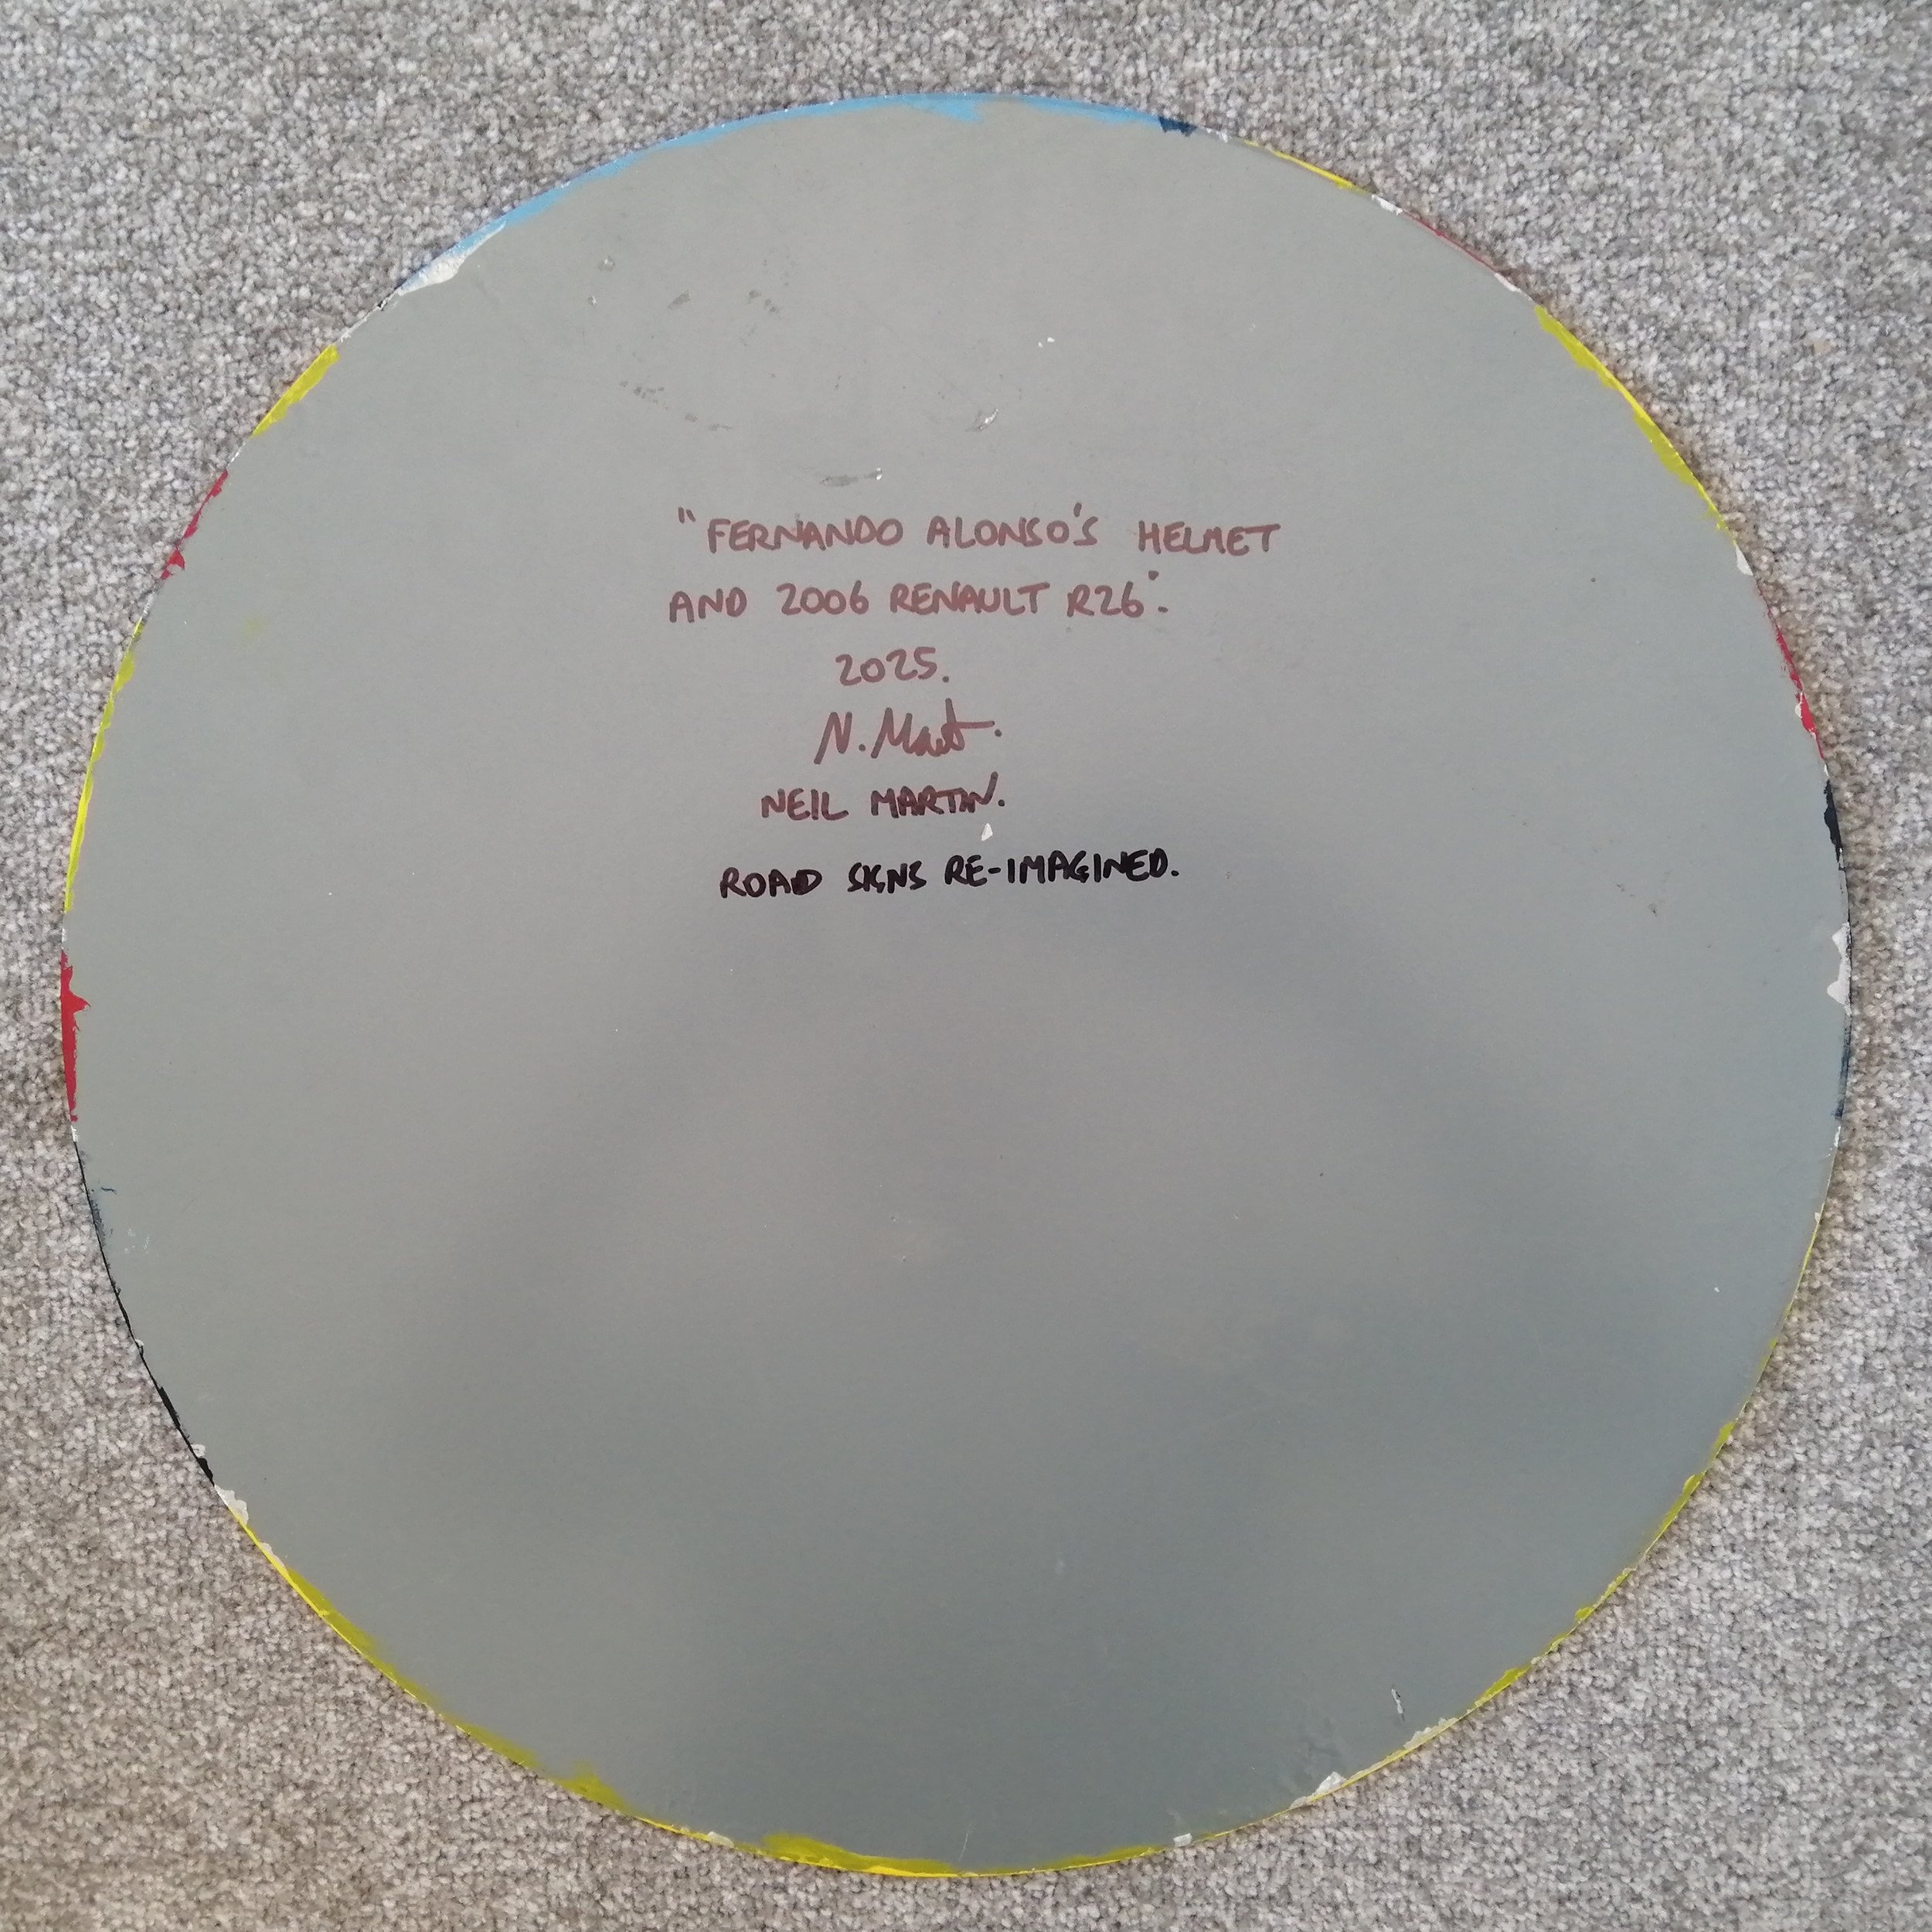 "FERNANDO ALONSO'S HELMET
AND 2006 RENAULT R26".
2025.
N. Mart.
NEIL MARTIN.
ROAD SIGNS RE-IMAGINED.